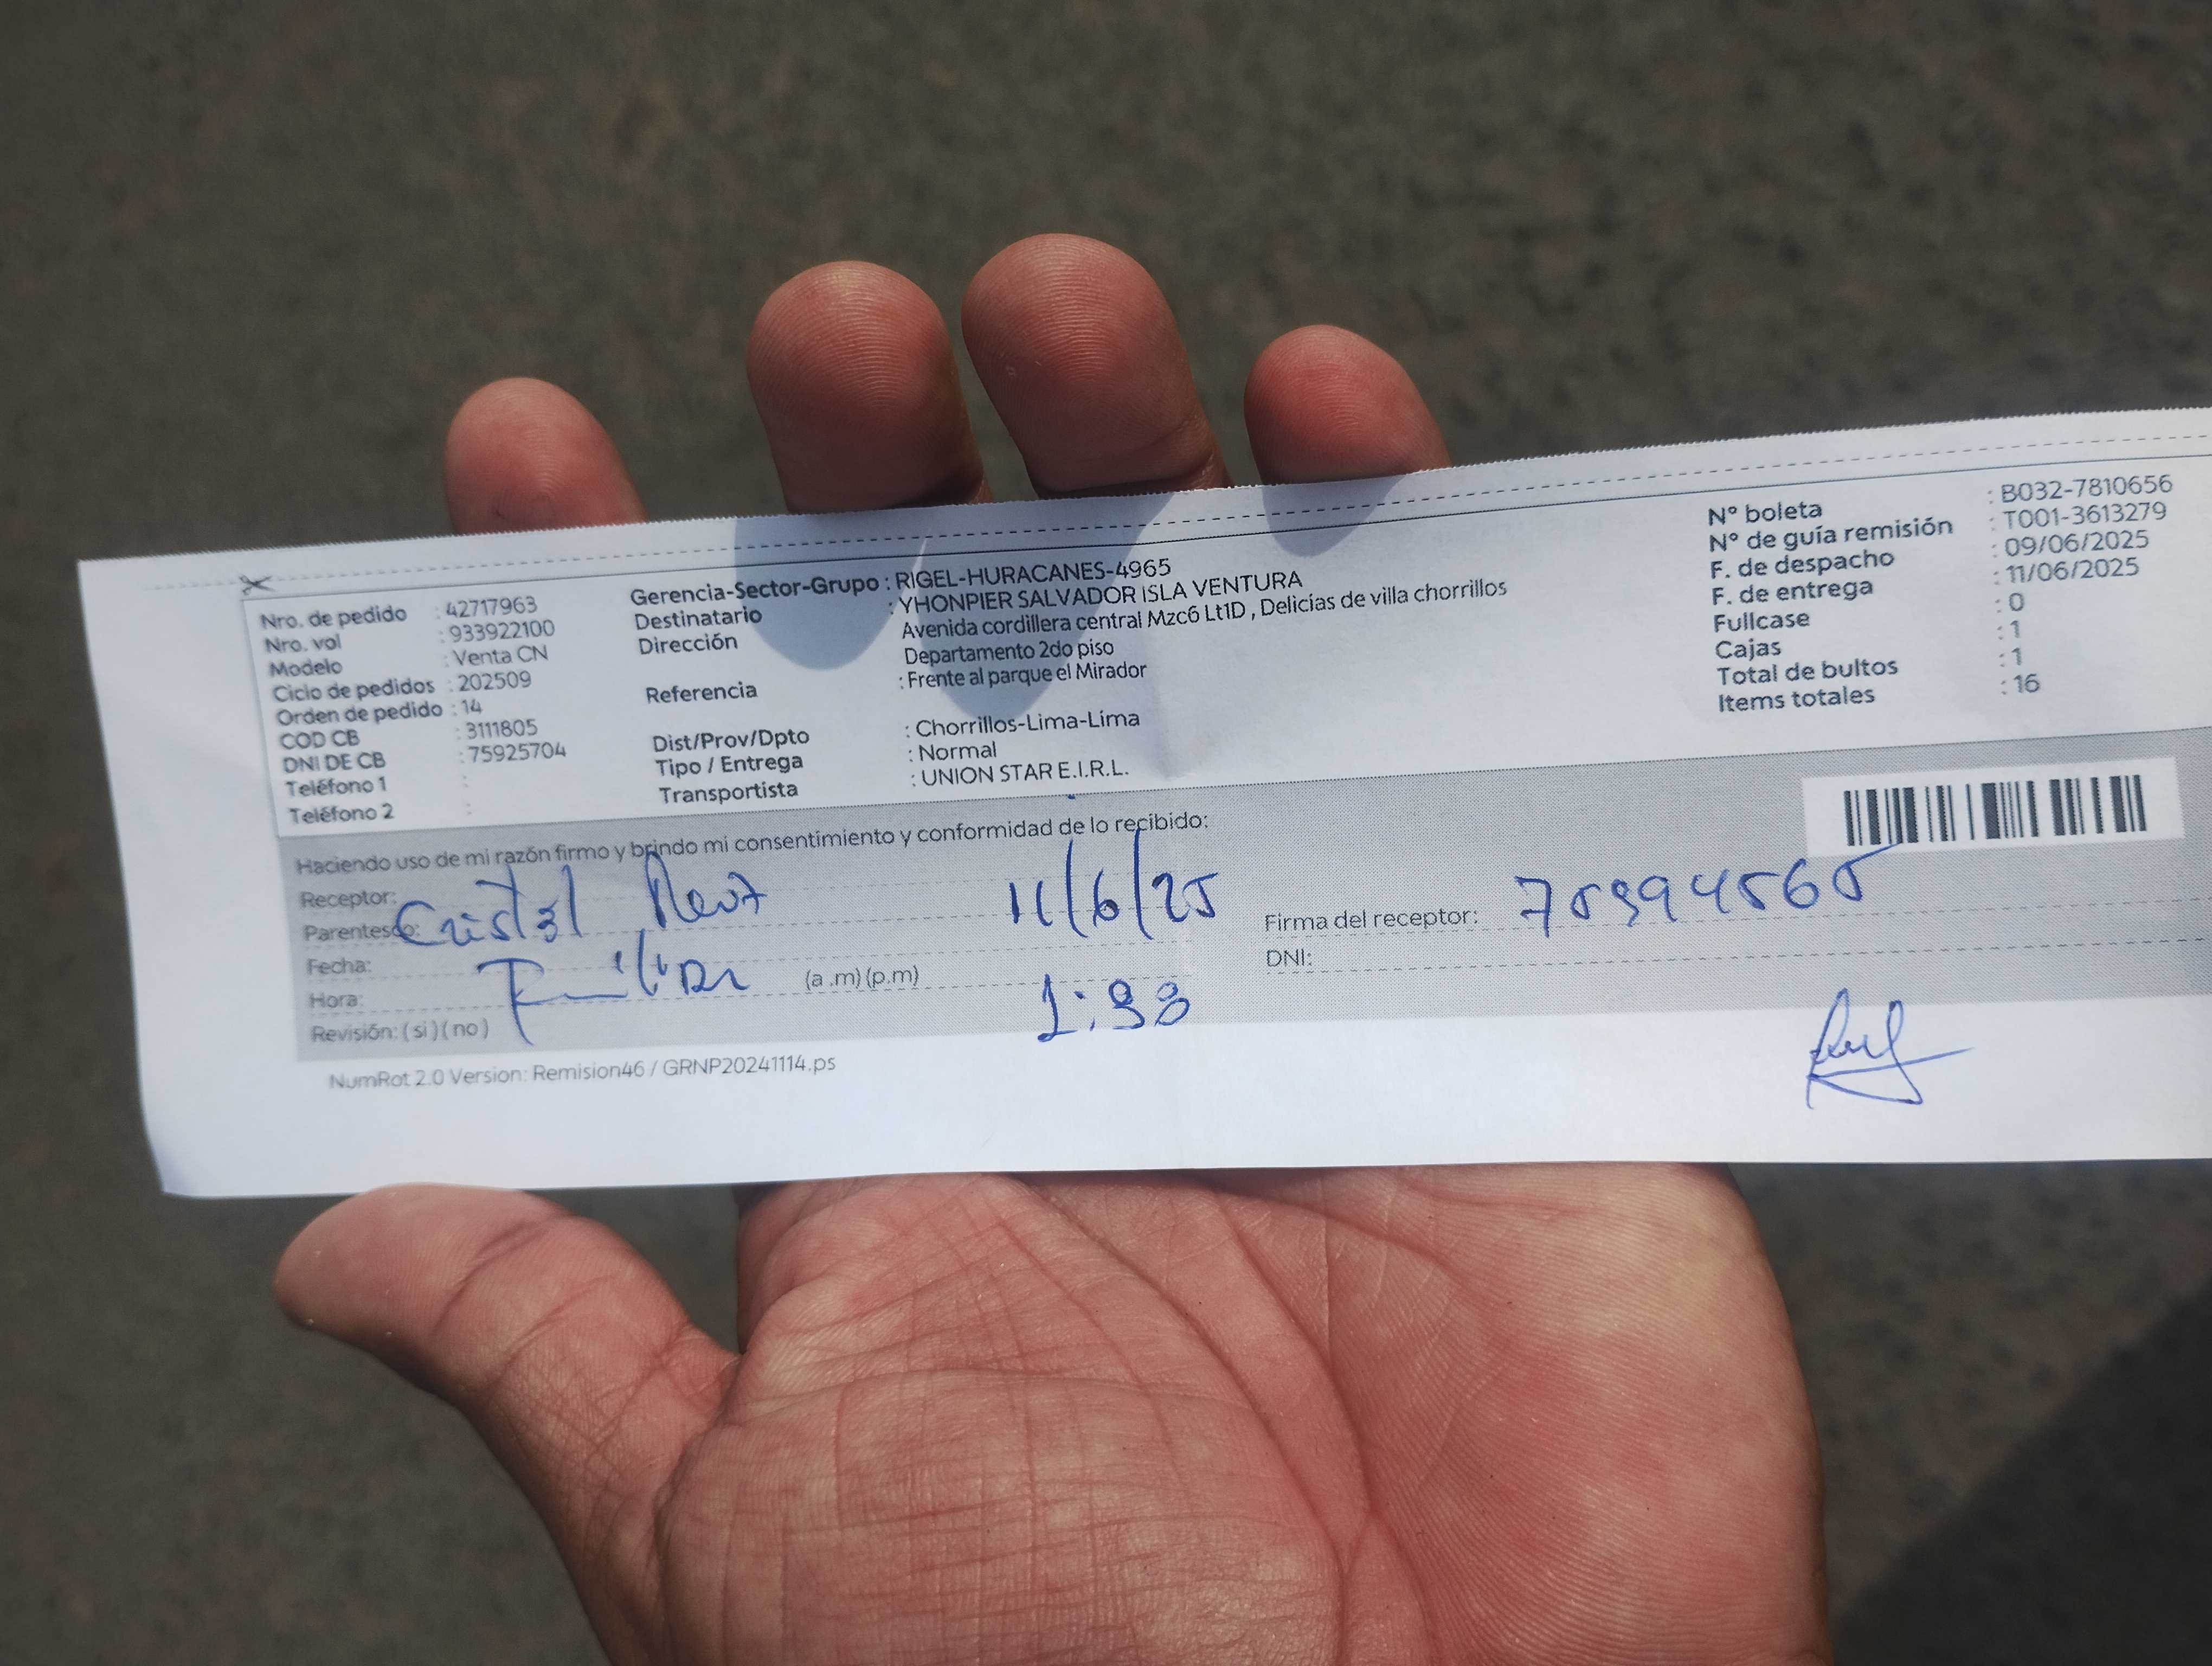 Nro. de pedido : 42717963
Nro. vol : 933922100
Modelo : Venta CN
Ciclo de pedidos : 202509
Orden de pedido : 14
COD CB : 3111805
DNI DE CB : 75925704
Teléfono 1 :
Teléfono 2 :
Gerencia-Sector-Grupo : RIGEL-HURACANES-4965
Destinatario : YHONPIER SALVADOR ISLA VENTURA
Dirección Avenida cordillera central Mzc6 Lt1D , Delicias de villa chorrillos
Departamento 2do piso
Referencia : Frente al parque el Mirador
Dist/Prov/Dpto : Chorrillos-Lima-Lima
Tipo / Entrega : Normal
Transportista : UNION STAR E.I.R.L.
N° boleta : B032-7810656
N° de guía remisión : T001-3613279
F. de despacho : 09/06/2025
F. de entrega : 11/06/2025
Fullcase : 0
Cajas : 1
Total de bultos : 1
Items totales : 16
Haciendo uso de mi razón firmo y brindo mi consentimiento y conformidad de lo recibido:
Receptor:
Parentesco: Cristal 11/6/25
Fecha:
Hora: (a .m) (p.m)
Revisión: ( si ) ( no )
Firma del receptor:
DNI:
NumRot 2.0 Version: Remision46 / GRNP20241114.ps